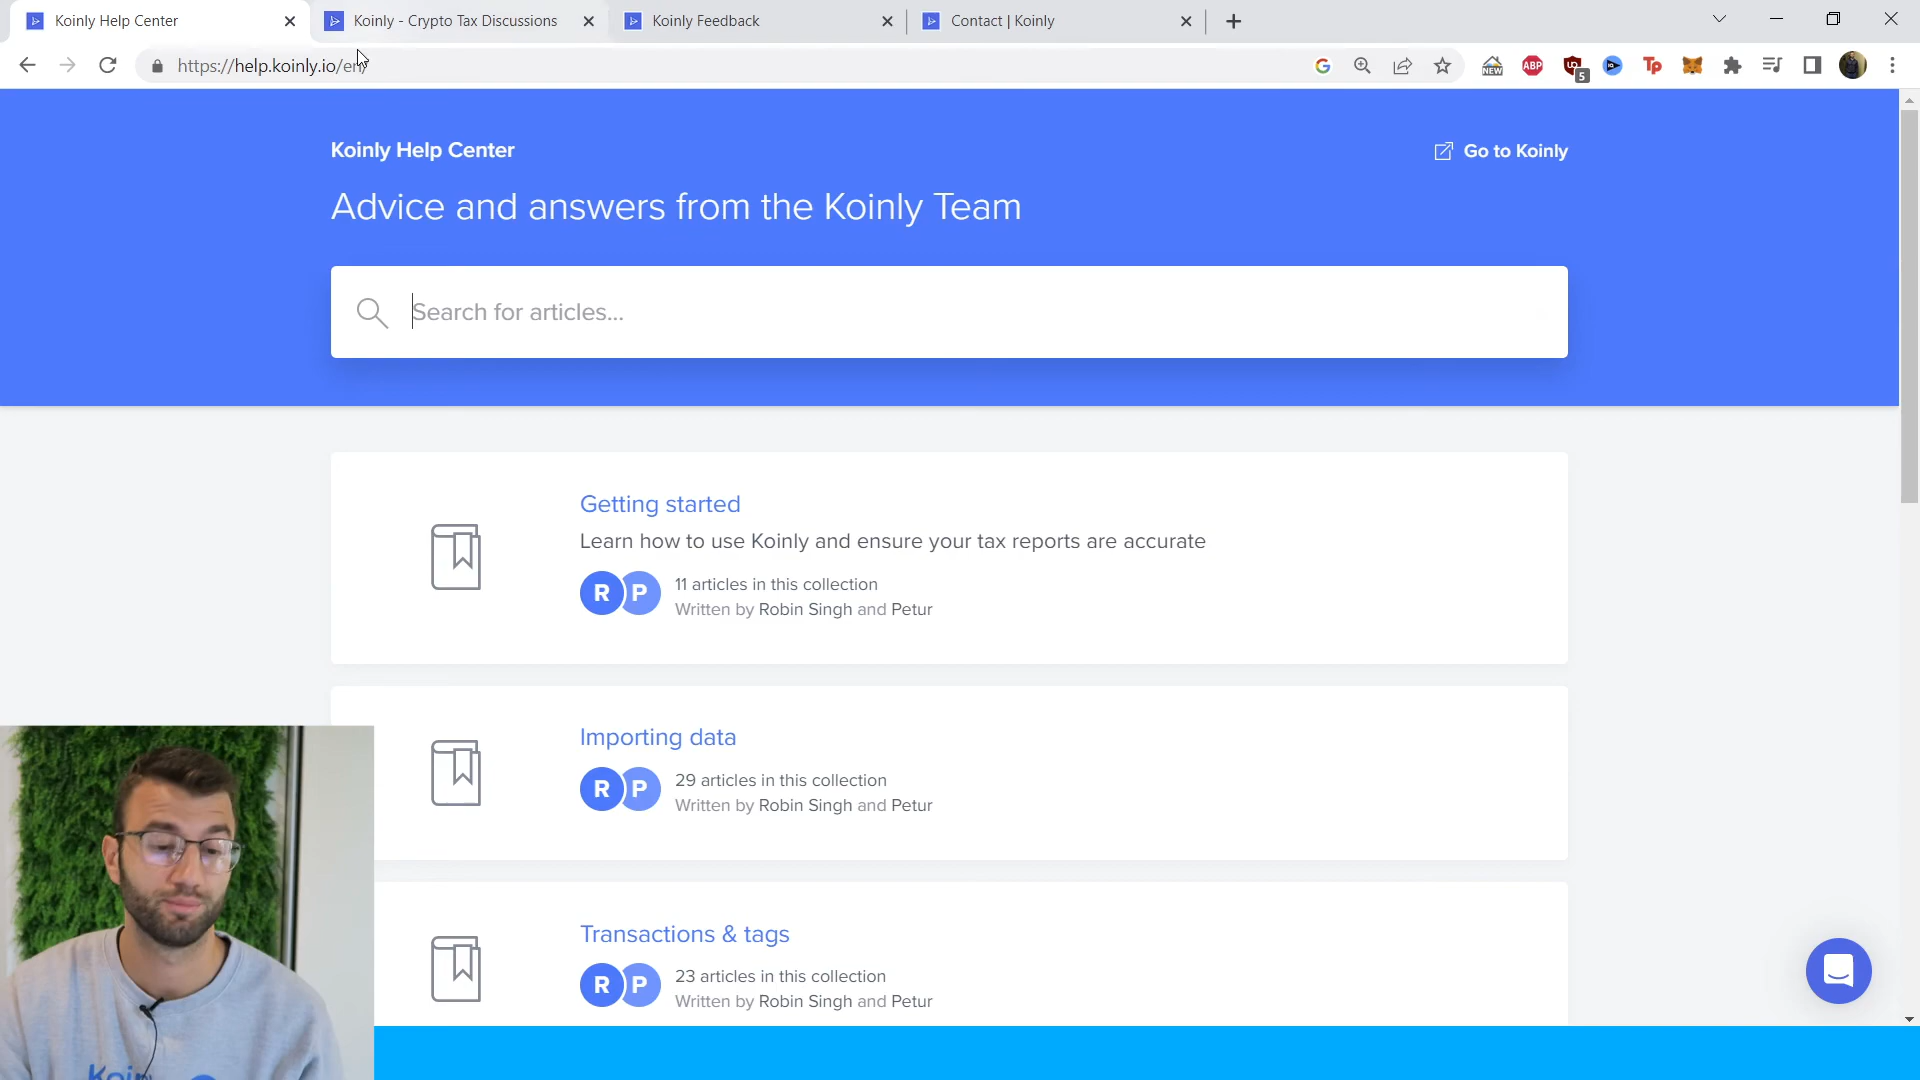 Koinly Help Center
Koinly - Crypto Tax Discussions
Koinly Feedback
Contact | Koinly
https://help.koinly.io/en/
NEW
ABP
5
Tp
Koinly Help Center
Go to Koinly
Advice and answers from the Koinly Team
Search for articles...
Getting started
Learn how to use Koinly and ensure your tax reports are accurate
R P
11 articles in this collection
Written by Robin Singh and Petur
Importing data
R P
29 articles in this collection
Written by Robin Singh and Petur
Transactions & tags
R P
23 articles in this collection
Written by Robin Singh and Petur